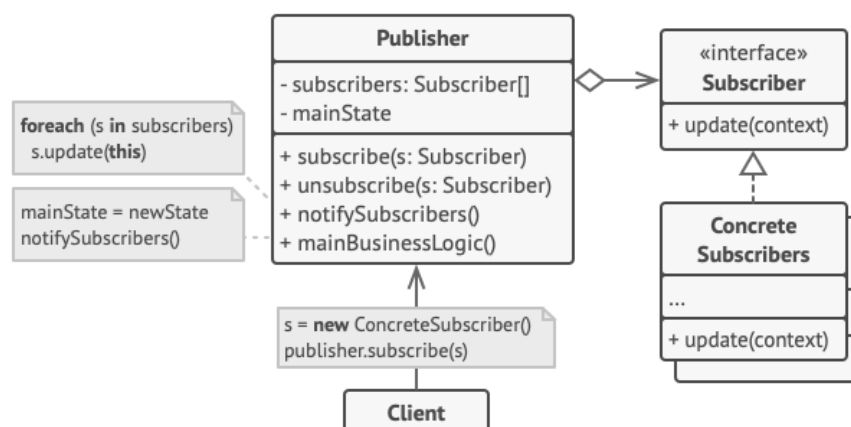 Publisher
- subscribers: Subscriber[]
- mainState
+ subscribe(s: Subscriber)
+ unsubscribe(s: Subscriber)
+ notifySubscribers()
+ mainBusinessLogic()
«interface»
Subscriber
+ update(context)
foreach (s in subscribers)
s.update(this)
mainState = newState
notifySubscribers()
Concrete
Subscribers
...
+ update(context)
s = new ConcreteSubscriber()
publisher.subscribe(s)
Client